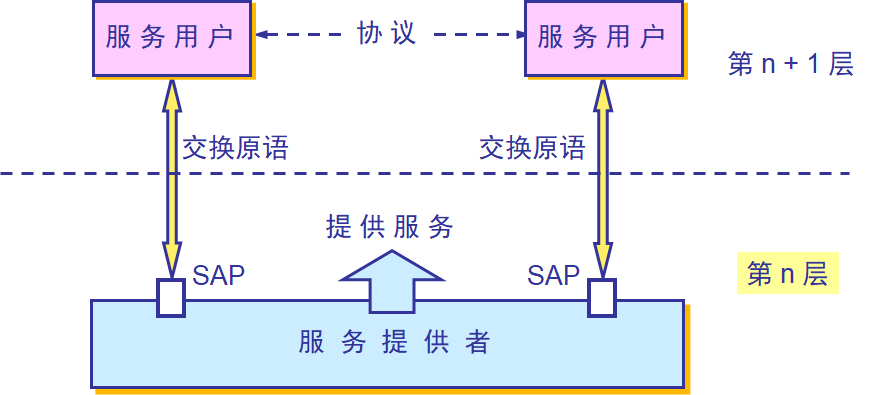 服务用户
协议
服务用户
第 n + 1 层
交换原语
交换原语
提供服务
SAP
SAP
第 n 层
服务提供者